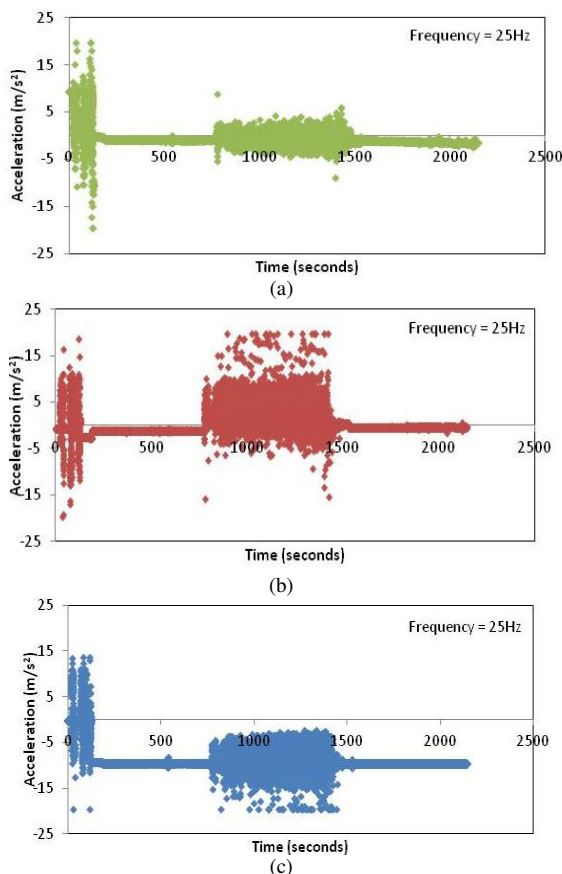 25
Frequency = 25Hz
15
5
-5
-15
-25
0 500 1000 1500 2000 2500
Acceleration (m/s²)
Time (seconds)
(a)
25
Frequency = 25Hz
15
5
-5
-15
-25
0 500 1000 1500 2000 2500
Acceleration (m/s²)
Time (seconds)
(b)
25
Frequency = 25Hz
15
5
-5
-15
-25
0 500 1000 1500 2000 2500
Acceleration (m/s²)
Time (seconds)
(c)